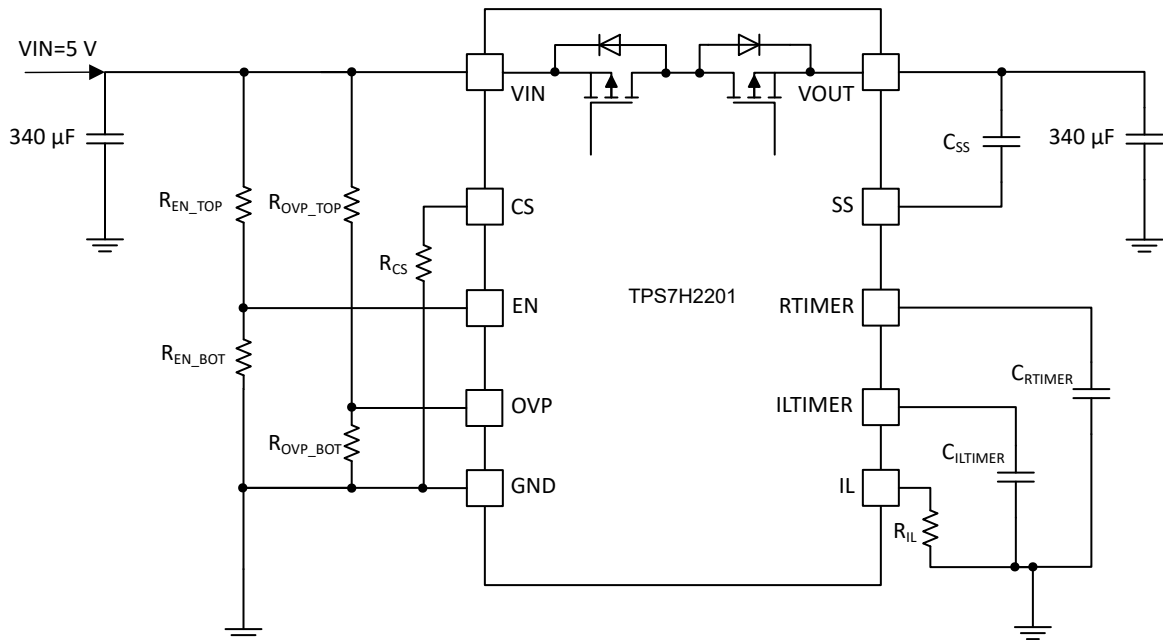 VIN=5 V
VIN
VOUT
340 µF
C_SS
340 µF
R_EN_TOP
R_OVP_TOP
CS
SS
R_CS
TPS7H2201
EN
RTIMER
R_EN_BOT
C_RTIMER
OVP
ILTIMER
R_OVP_BOT
C_ILTIMER
GND
IL
R_IL